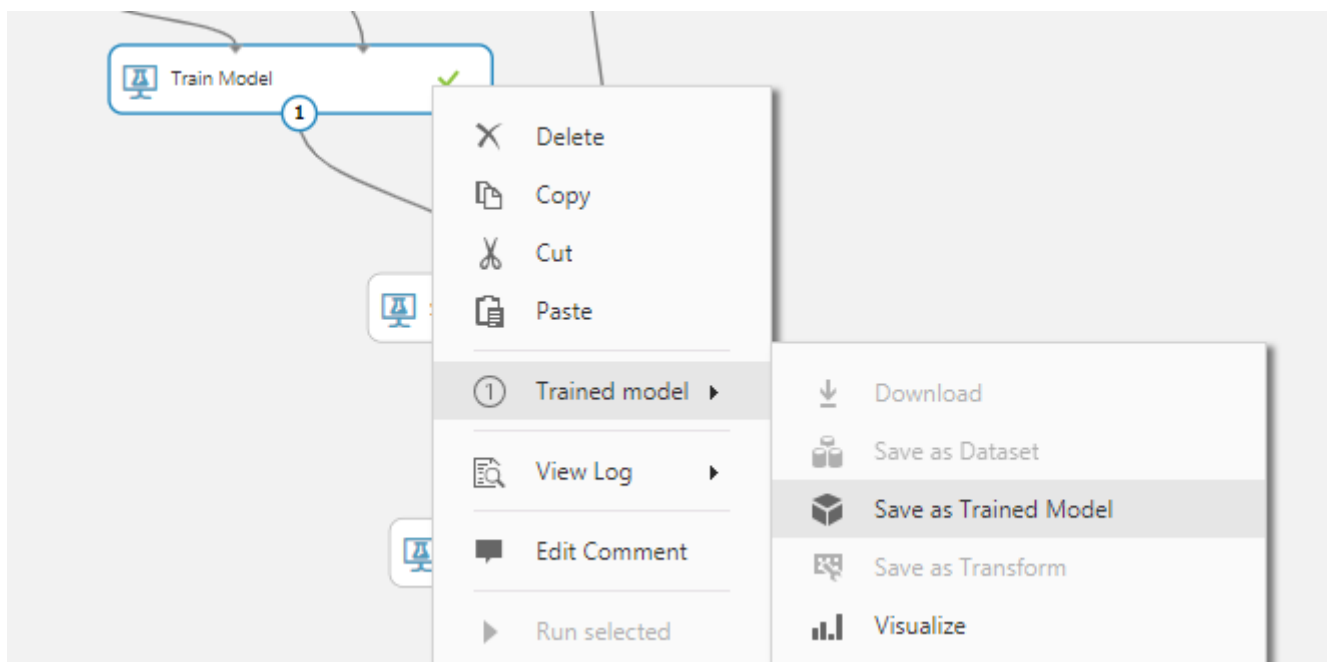 Train Model
1
Delete
Copy
Cut
Paste
1 Trained model
View Log
Edit Comment
Run selected
Download
Save as Dataset
Save as Trained Model
Save as Transform
Visualize